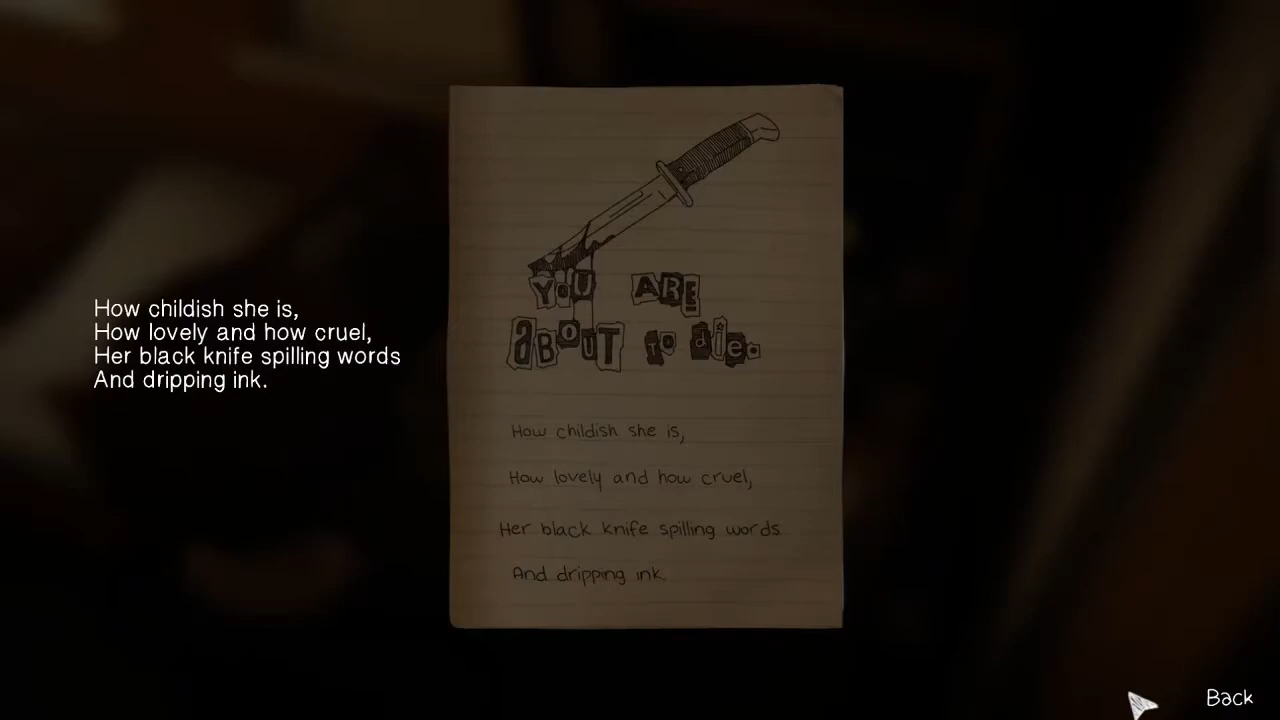 How childish she is,
How lovely and how cruel,
Her black knife spilling words
And dripping ink.
YoU ARE
aBoUT to died
How childish she is,
How lovely and how cruel,
Her black knife spilling words
And dripping ink.
Back